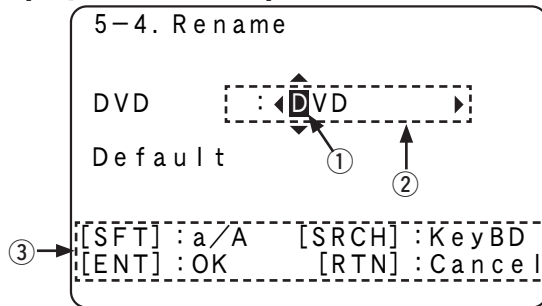 5-4. Rename
DVD : ◀DVD ▶
Default
① ②
③
[SFT] : a/A [SRCH] : KeyBD
[ENT] : OK [RTN] : Cancel